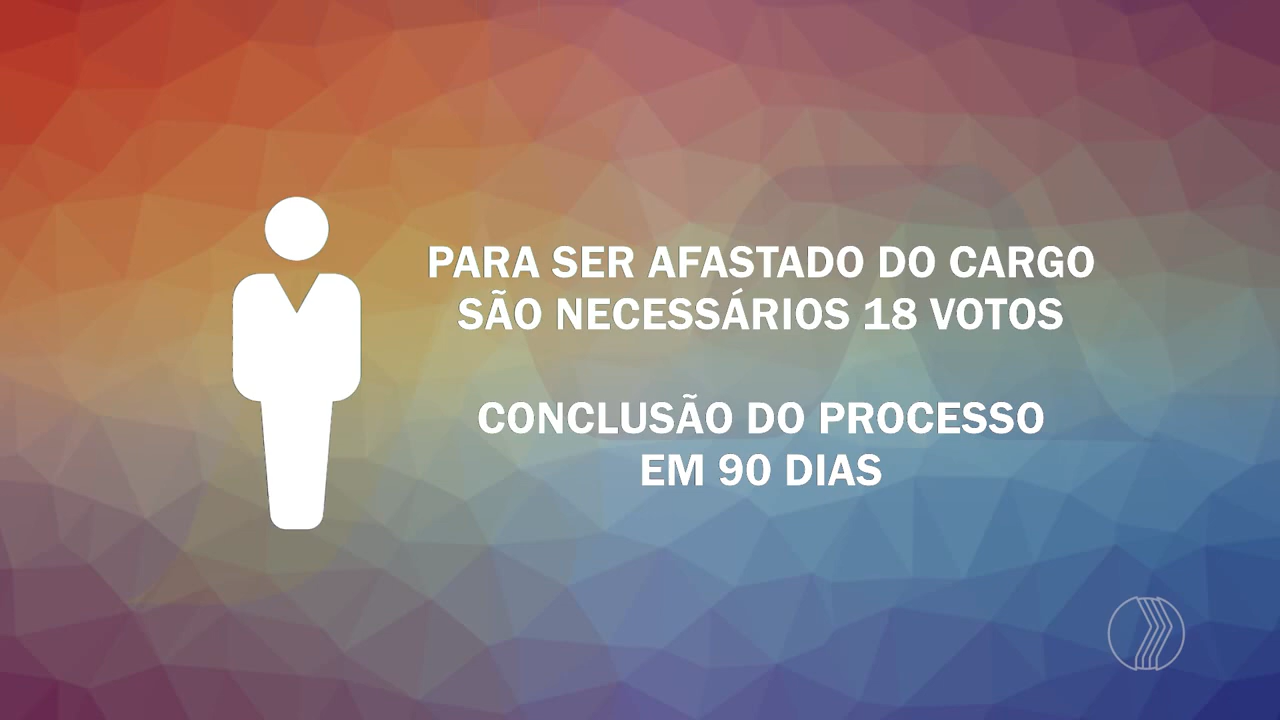 PARA SER AFASTADO DO CARGO
SÃO NECESSÁRIOS 18 VOTOS
CONCLUSÃO DO PROCESSO
EM 90 DIAS